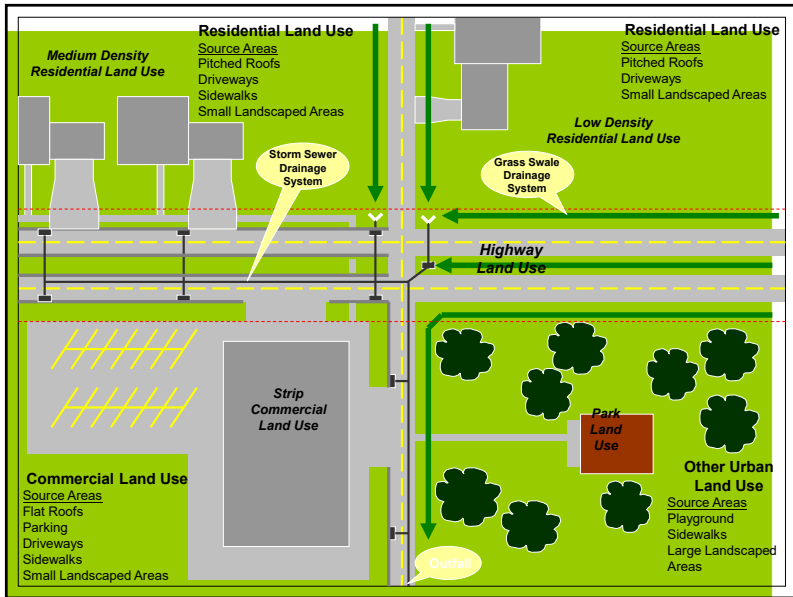 Medium Density
Residential Land Use
Residential Land Use
Source Areas
Pitched Roofs
Driveways
Sidewalks
Small Landscaped Areas
Residential Land Use
Source Areas
Pitched Roofs
Driveways
Sidewalks
Small Landscaped Areas
Low Density
Residential Land Use
Storm Sewer
Drainage
System
Grass Swale
Drainage
System
Highway
Land Use
Strip
Commercial
Land Use
Park
Land
Use
Commercial Land Use
Source Areas
Flat Roofs
Parking
Driveways
Sidewalks
Small Landscaped Areas
Other Urban
Land Use
Source Areas
Playground
Sidewalks
Large Landscaped
Areas
Outfall